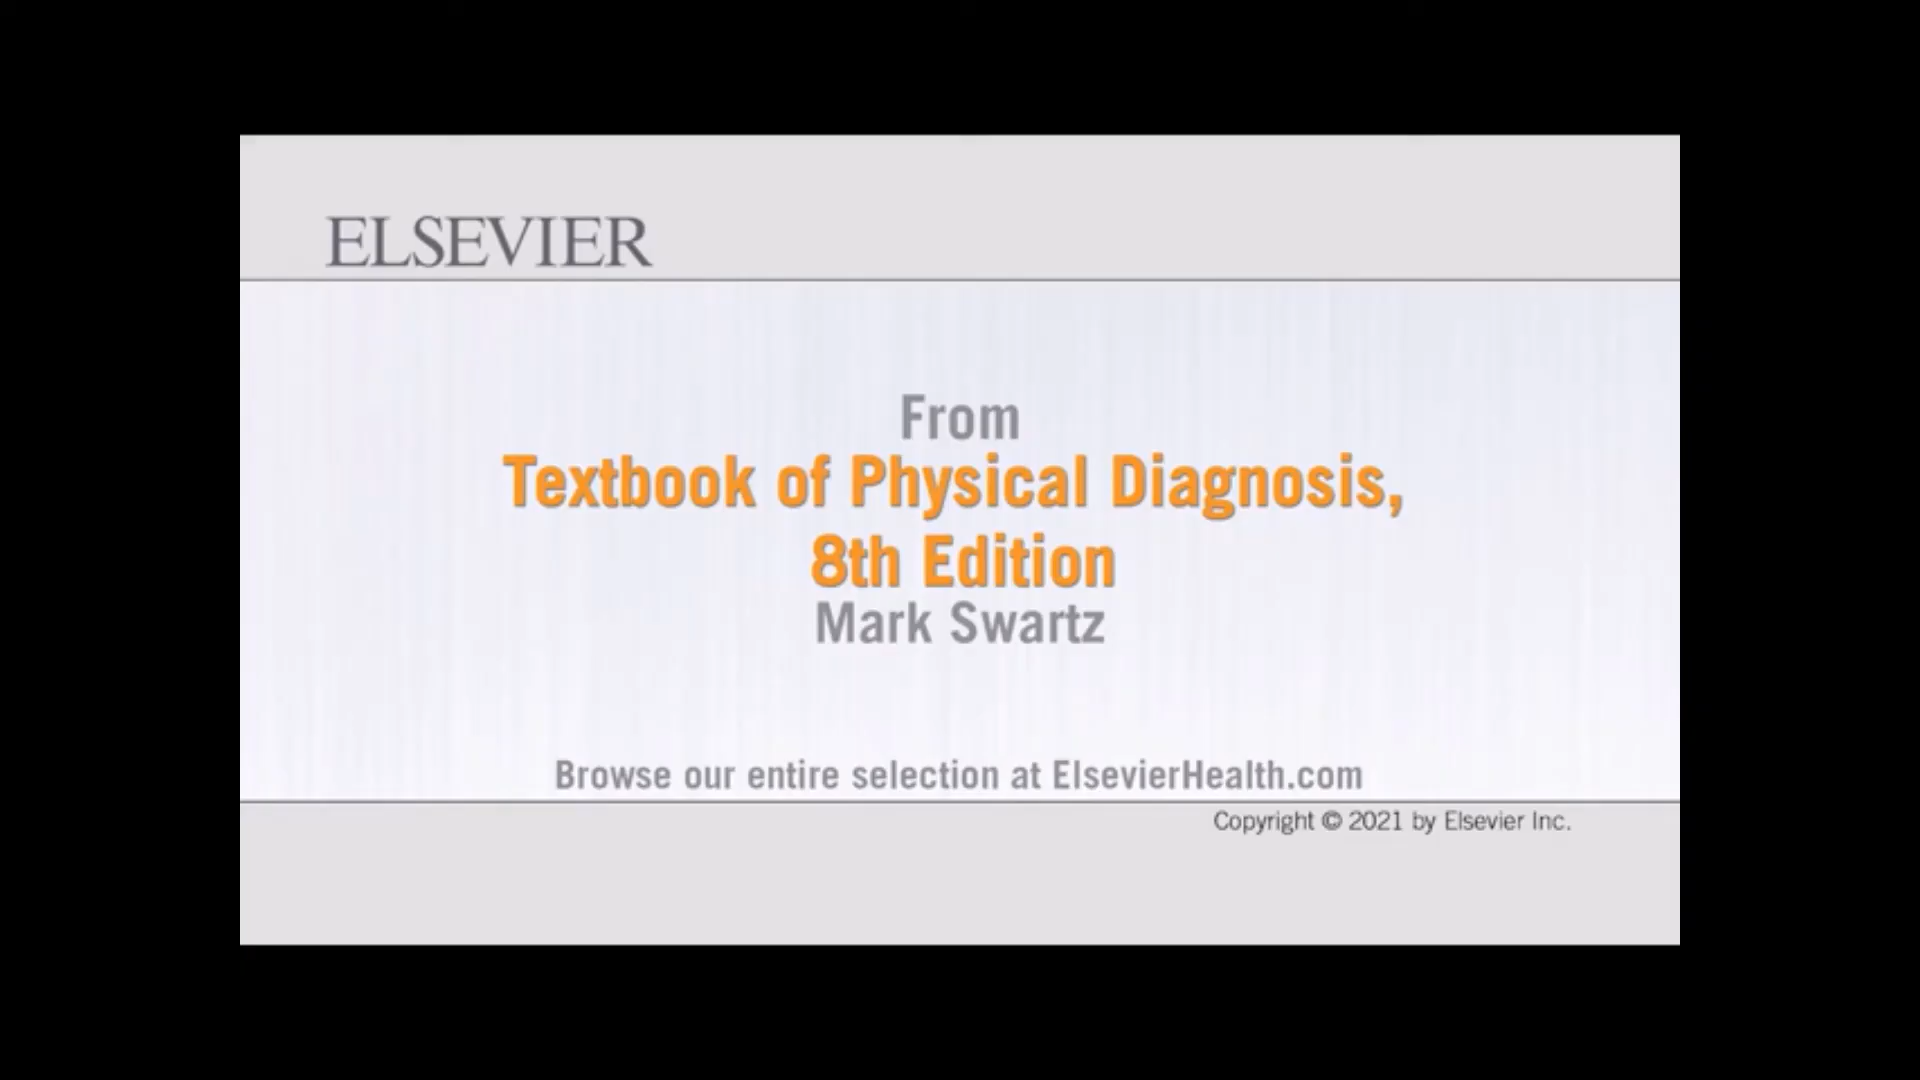 ELSEVIER
From
Textbook of Physical Diagnosis,
8th Edition
Mark Swartz
Browse our entire selection at ElsevierHealth.com
Copyright © 2021 by Elsevier Inc.